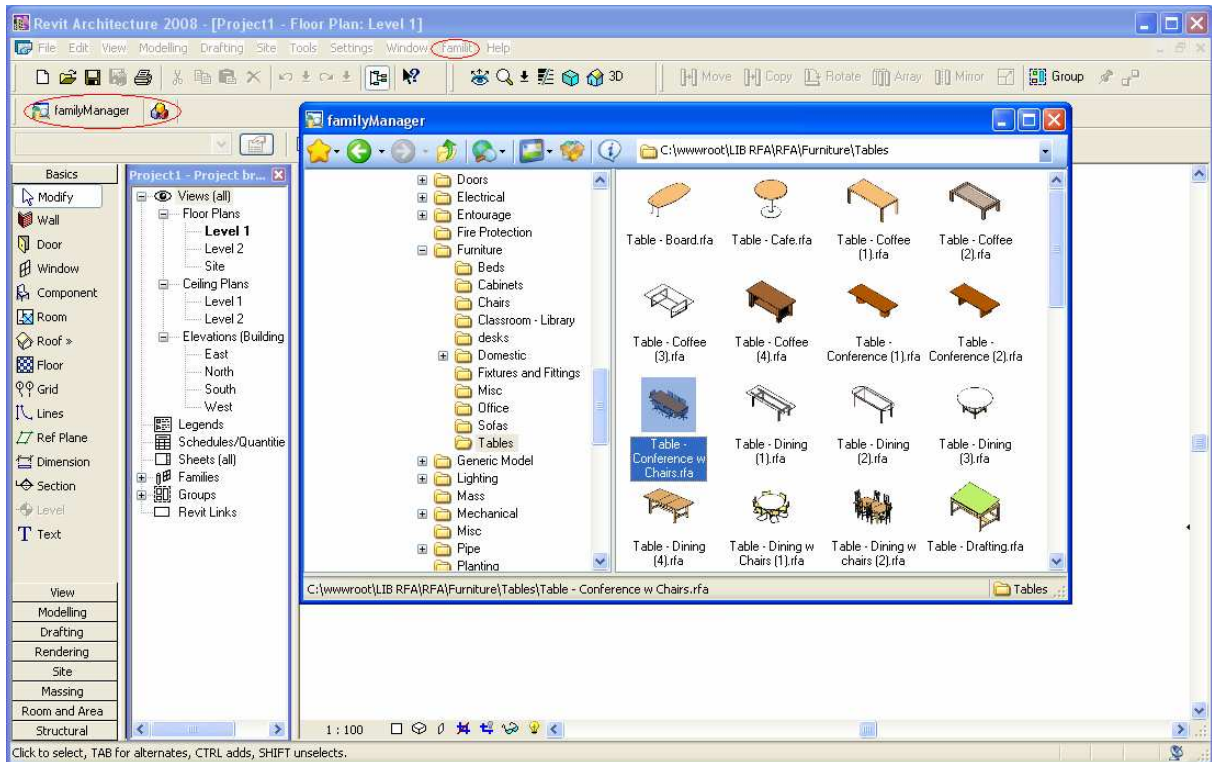 Revit Architecture 2008 - [Project1 - Floor Plan: Level 1]
File Edit View Modelling Drafting Site Tools Settings Window Familit Help
3D Move Copy Rotate Array Mirror Group
familyManager
familyManager
C:\wwwroot\LIB RFA\RFA\Furniture\Tables
Basics
Modify
Wall
Door
Window
Component
Room
Roof »
Floor
Grid
Lines
Ref Plane
Dimension
Section
Level
Text
View
Modelling
Drafting
Rendering
Site
Massing
Room and Area
Structural
Project1 - Project br...
Views (all)
Floor Plans
Level 1
Level 2
Site
Ceiling Plans
Level 1
Level 2
Elevations (Building
East
North
South
West
Legends
Schedules/Quantitie
Sheets (all)
Families
Groups
Revit Links
Doors
Electrical
Entourage
Fire Protection
Furniture
Beds
Cabinets
Chairs
Classroom - Library
desks
Domestic
Fixtures and Fittings
Misc
Office
Sofas
Tables
Generic Model
Lighting
Mass
Mechanical
Misc
Pipe
Planting
Table - Board.rfa
Table - Cafe.rfa
Table - Coffee
(1).rfa
Table - Coffee
(2).rfa
Table - Coffee
(3).rfa
Table - Coffee
(4).rfa
Table -
Conference (1).rfa
Table -
Conference (2).rfa
Table -
Conference w
Chairs.rfa
Table - Dining
(1).rfa
Table - Dining
(2).rfa
Table - Dining
(3).rfa
Table - Dining
(4).rfa
Table - Dining w
Chairs (1).rfa
Table - Dining w
chairs (2).rfa
Table - Drafting.rfa
C:\wwwroot\LIB RFA\RFA\Furniture\Tables\Table - Conference w Chairs.rfa
Tables
1 : 100
Click to select, TAB for alternates, CTRL adds, SHIFT unselects.